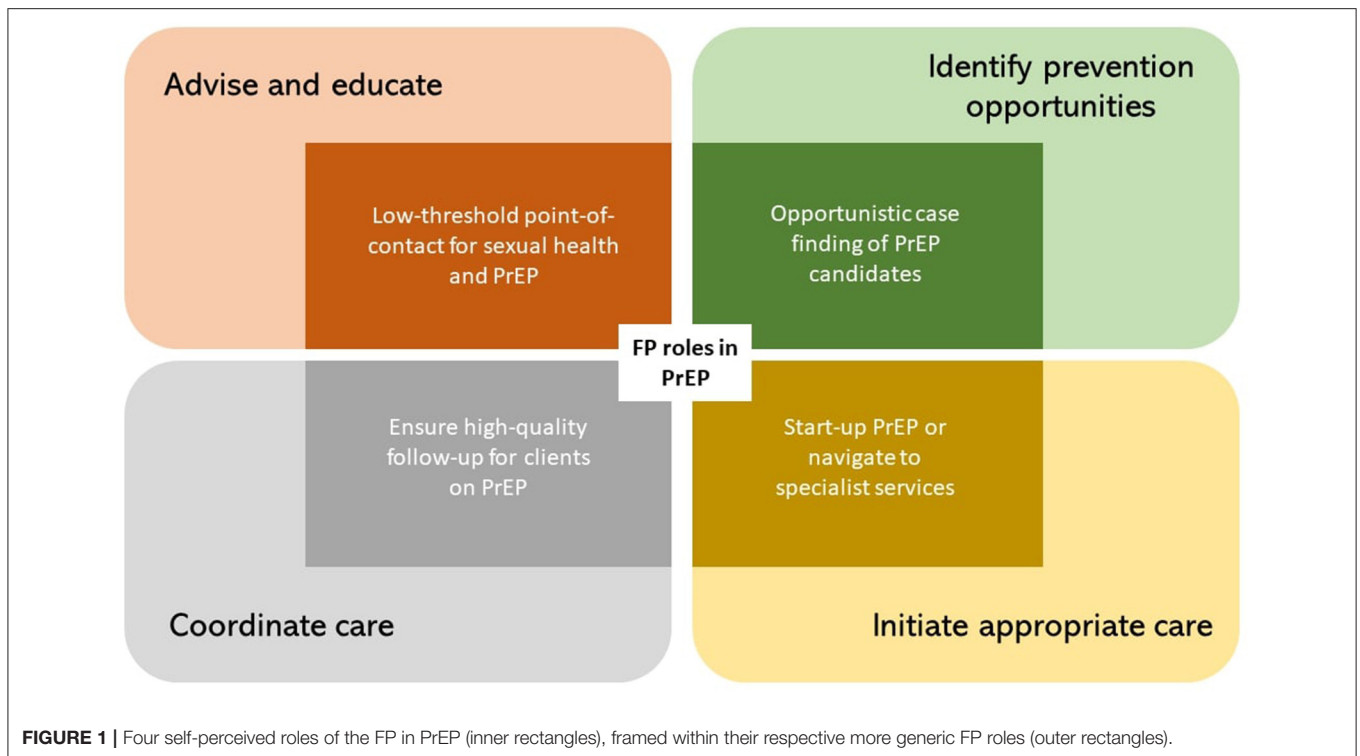 Advise and educate
Identify prevention
opportunities
Low-threshold point-of-
contact for sexual health
and PrEP
Opportunistic case
finding of PrEP
candidates
FP roles in
PrEP
Ensure high-quality
follow-up for clients
on PrEP
Start-up PrEP or
navigate to
specialist services
Coordinate care
Initiate appropriate care
FIGURE 1 | Four self-perceived roles of the FP in PrEP (inner rectangles), framed within their respective more generic FP roles (outer rectangles).